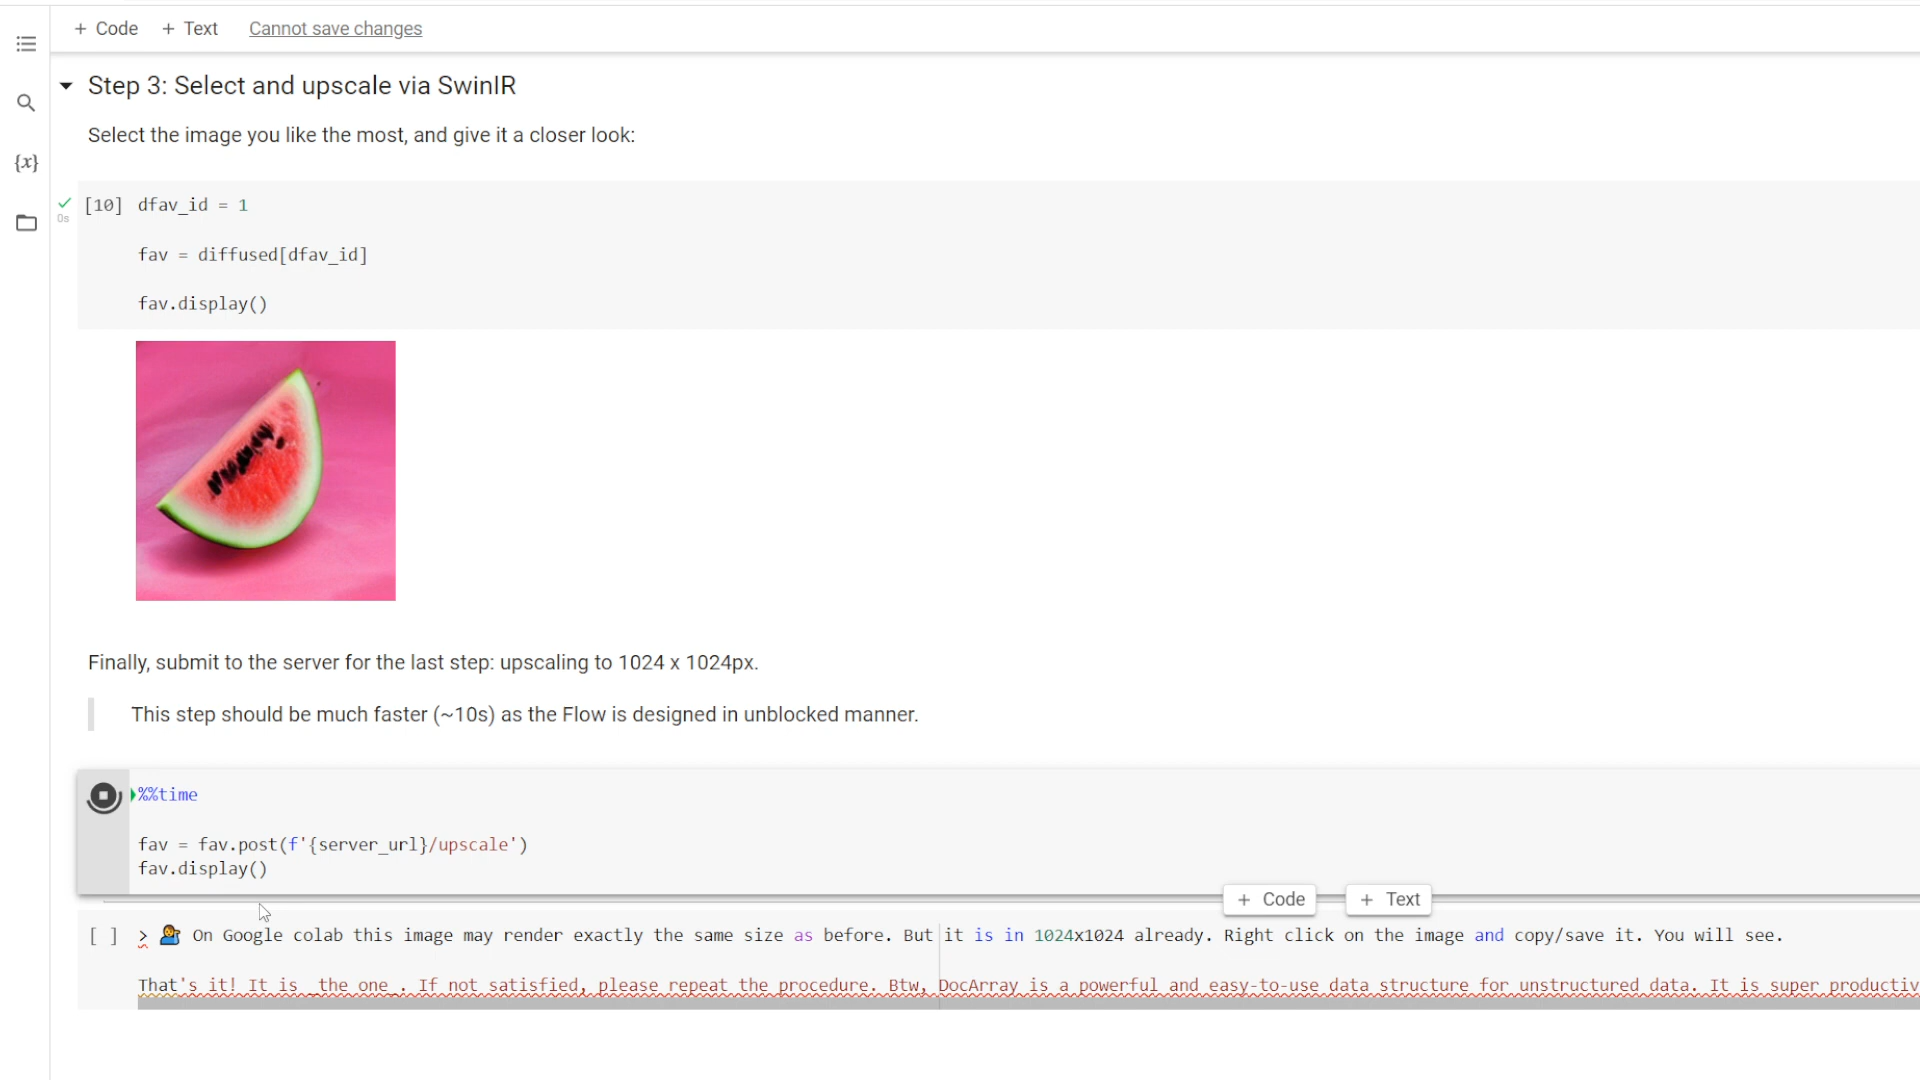 + Code + Text Cannot save changes
Step 3: Select and upscale via SwinIR
Select the image you like the most, and give it a closer look:
{x}
[10] dfav_id = 1
0s
fav = diffused[dfav_id]
fav.display()
Finally, submit to the server for the last step: upscaling to 1024 x 1024px.
This step should be much faster (~10s) as the Flow is designed in unblocked manner.
%%time
fav = fav.post(f'{server_url}/upscale')
fav.display()
+ Code + Text
[ ] > 💁‍♂️ On Google colab this image may render exactly the same size as before. But it is in 1024x1024 already. Right click on the image and copy/save it. You will see.
That's it! It is _the one_. If not satisfied, please repeat the procedure. Btw, DocArray is a powerful and easy-to-use data structure for unstructured data. It is super productiv